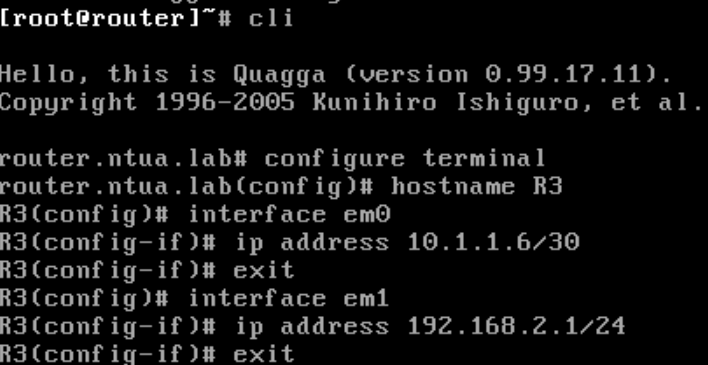 [root@router]~# cli
Hello, this is Quagga (version 0.99.17.11).
Copyright 1996-2005 Kunihiro Ishiguro, et al.
router.ntua.lab# configure terminal
router.ntua.lab(config)# hostname R3
R3(config)# interface em0
R3(config-if)# ip address 10.1.1.6/30
R3(config-if)# exit
R3(config)# interface em1
R3(config-if)# ip address 192.168.2.1/24
R3(config-if)# exit